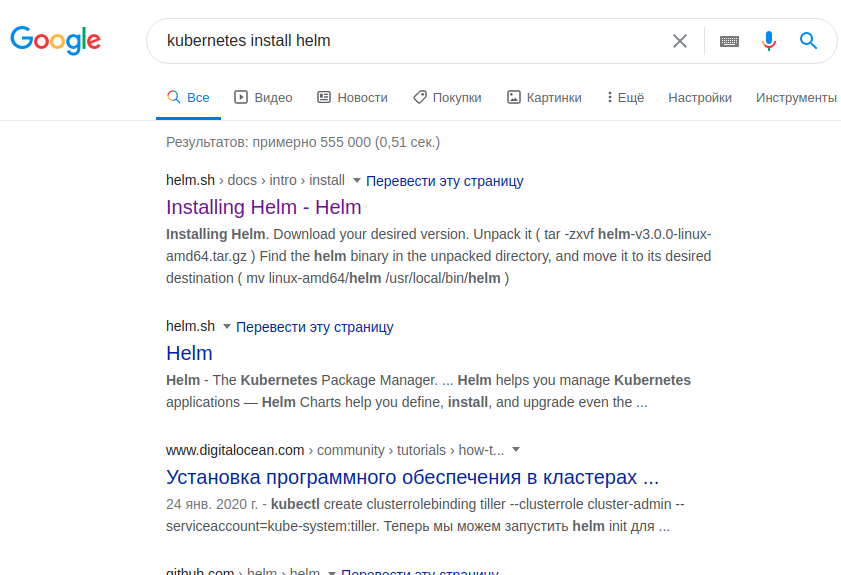 Google
kubernetes install helm
Все Видео Новости Покупки Картинки Ещё Настройки Инструменты
Результатов: примерно 555 000 (0,51 сек.)
helm.sh › docs › intro › install Перевести эту страницу
Installing Helm - Helm
Installing Helm. Download your desired version. Unpack it ( tar -zxvf helm-v3.0.0-linux-
amd64.tar.gz ) Find the helm binary in the unpacked directory, and move it to its desired
destination ( mv linux-amd64/helm /usr/local/bin/helm )
helm.sh Перевести эту страницу
Helm
Helm - The Kubernetes Package Manager. ... Helm helps you manage Kubernetes
applications — Helm Charts help you define, install, and upgrade even the ...
www.digitalocean.com › community › tutorials › how-t...
Установка программного обеспечения в кластерах ...
24 янв. 2020 г. - kubectl create clusterrolebinding tiller --clusterrole cluster-admin --
serviceaccount=kube-system:tiller. Теперь мы можем запустить helm init для ...
github.com › helm › helm Перевести эту страницу